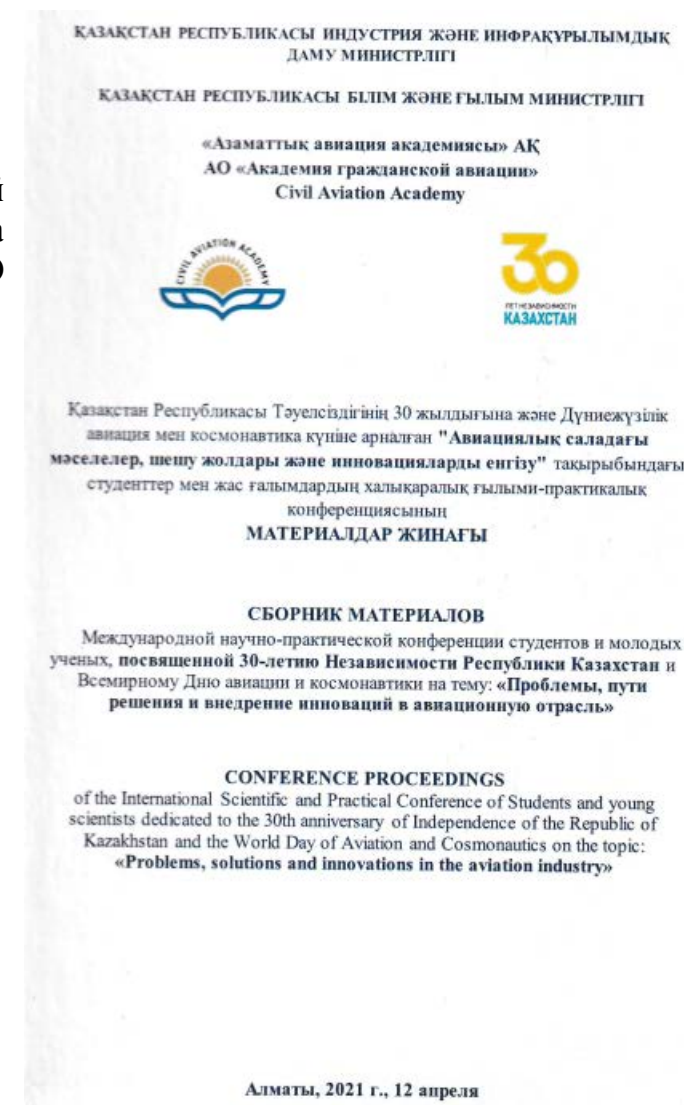 ҚАЗАҚСТАН РЕСПУБЛИКАСЫ ИНДУСТРИЯ ЖӘНЕ ИНФРАҚҰРЫЛЫМДЫҚ
ДАМУ МИНИСТРЛІГІ
ҚАЗАҚСТАН РЕСПУБЛИКАСЫ БІЛІМ ЖӘНЕ ҒЫЛЫМ МИНИСТРЛІГІ
«Азаматтық авиация академиясы» АҚ
АО «Академия гражданской авиации»
Civil Aviation Academy
CIVIL AVIATION ACADEMY
30
ЛЕТ НЕЗАВИСИМОСТИ
КАЗАХСТАН
Қазақстан Республикасы Тәуелсіздігінің 30 жылдығына және Дүниежүзілік
авиация мен космонавтика күніне арналған "Авиациялық саладағы
мәселелер, шешу жолдары және инновацияларды енгізу" тақырыбындағы
студенттер мен жас ғалымдардың халықаралық ғылыми-практикалық
конференциясының
МАТЕРИАЛДАР ЖИНАҒЫ
СБОРНИК МАТЕРИАЛОВ
Международной научно-практической конференции студентов и молодых
ученых, посвященной 30-летию Независимости Республики Казахстан и
Всемирному Дню авиации и космонавтики на тему: «Проблемы, пути
решения и внедрение инноваций в авиационную отрасль»
CONFERENCE PROCEEDINGS
of the International Scientific and Practical Conference of Students and young
scientists dedicated to the 30th anniversary of Independence of the Republic of
Kazakhstan and the World Day of Aviation and Cosmonautics on the topic:
«Problems, solutions and innovations in the aviation industry»
Алматы, 2021 г., 12 апреля